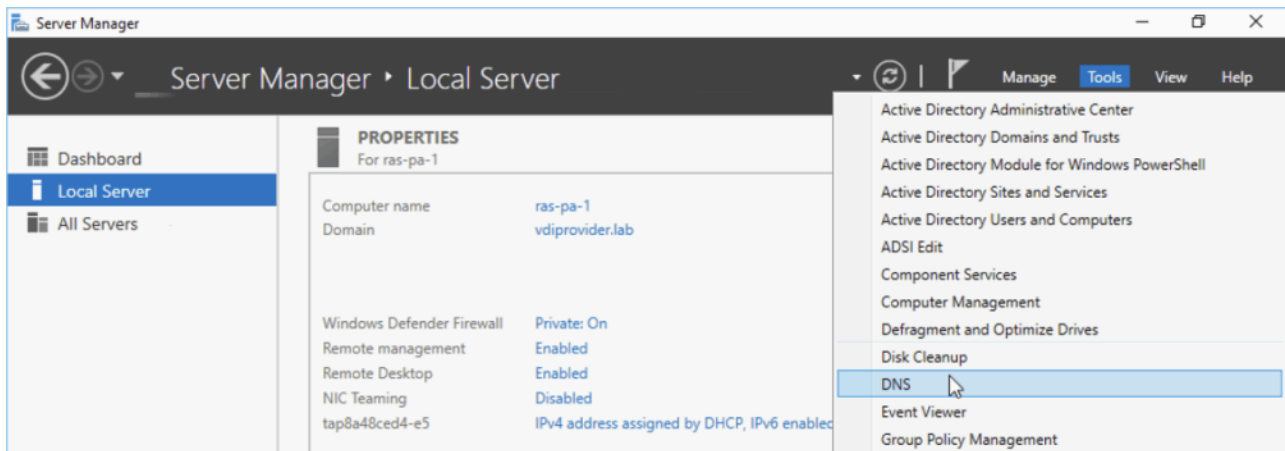 Server Manager
Server Manager ‣ Local Server
Manage Tools View Help
Dashboard
Local Server
All Servers
PROPERTIES
For ras-pa-1
Computer name ras-pa-1
Domain vdiprovider.lab
Windows Defender Firewall Private: On
Remote management Enabled
Remote Desktop Enabled
NIC Teaming Disabled
tap8a48ced4-e5 IPv4 address assigned by DHCP, IPv6 enabled
Active Directory Administrative Center
Active Directory Domains and Trusts
Active Directory Module for Windows PowerShell
Active Directory Sites and Services
Active Directory Users and Computers
ADSI Edit
Component Services
Computer Management
Defragment and Optimize Drives
Disk Cleanup
DNS
Event Viewer
Group Policy Management